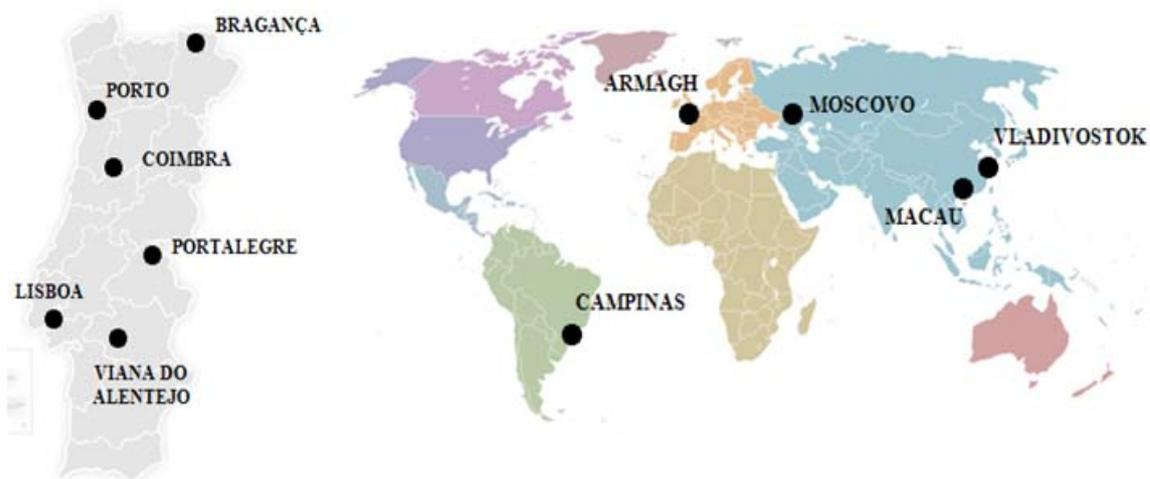 BRAGANÇA
PORTO
COIMBRA
PORTALEGRE
LISBOA
VIANA DO
ALENTEJO
ARMAGH
MOSCOVO
VLADIVOSTOK
MACAU
CAMPINAS